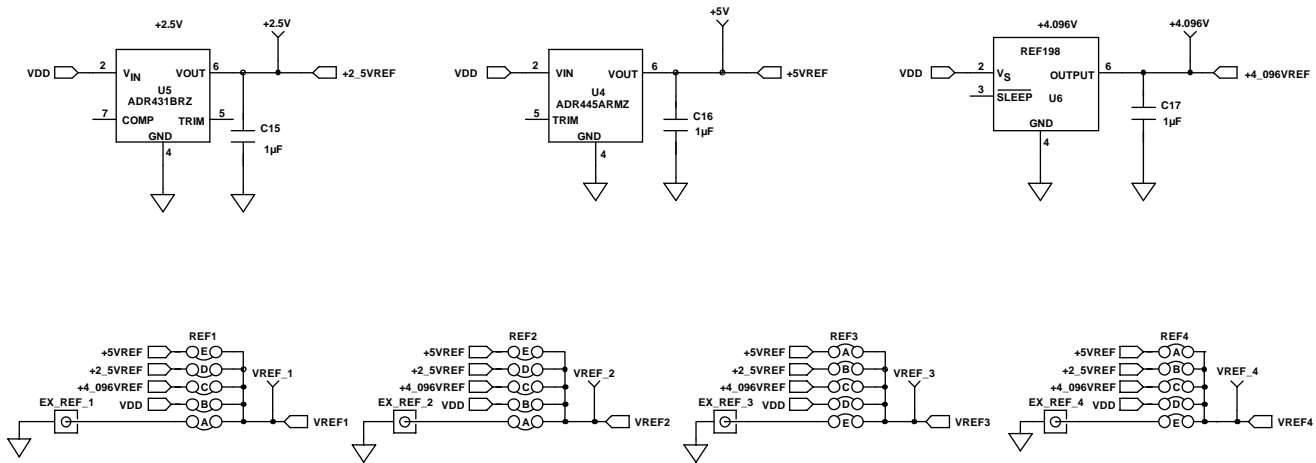 +2.5V
+2.5V
VDD
2
VIN
VOUT
6
+2_5VREF
U5
ADR431BRZ
7
COMP
TRIM
5
GND
4
C15
1µF
+5V
VDD
2
VIN
VOUT
6
+5VREF
U4
ADR445ARMZ
5
TRIM
GND
4
C16
1µF
+4.096V
+4.096V
REF198
VDD
2
VS
OUTPUT
6
+4_096VREF
3
SLEEP
U6
GND
4
C17
1µF
REF1
+5VREF
E
+2_5VREF
D
VREF_1
+4_096VREF
C
EX_REF_1
VDD
B
A
VREF1
REF2
+5VREF
E
+2_5VREF
D
VREF_2
+4_096VREF
C
EX_REF_2
VDD
B
A
VREF2
REF3
+5VREF
A
+2_5VREF
B
VREF_3
+4_096VREF
C
EX_REF_3
VDD
D
E
VREF3
REF4
+5VREF
A
+2_5VREF
B
VREF_4
+4_096VREF
C
EX_REF_4
VDD
D
E
VREF4